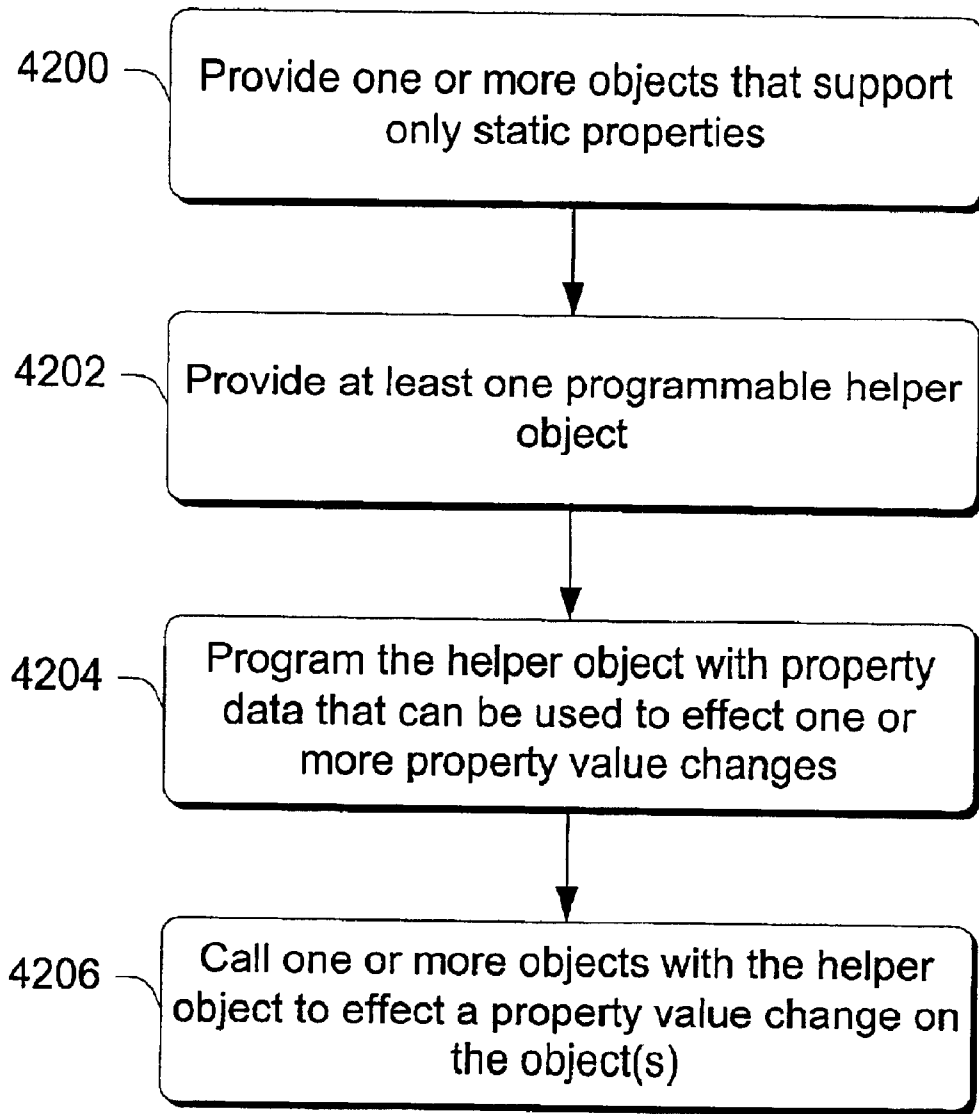 4200
Provide one or more objects that support
only static properties
4202
Provide at least one programmable helper
object
4204
Program the helper object with property
data that can be used to effect one or
more property value changes
4206
Call one or more objects with the helper
object to effect a property value change on
the object(s)